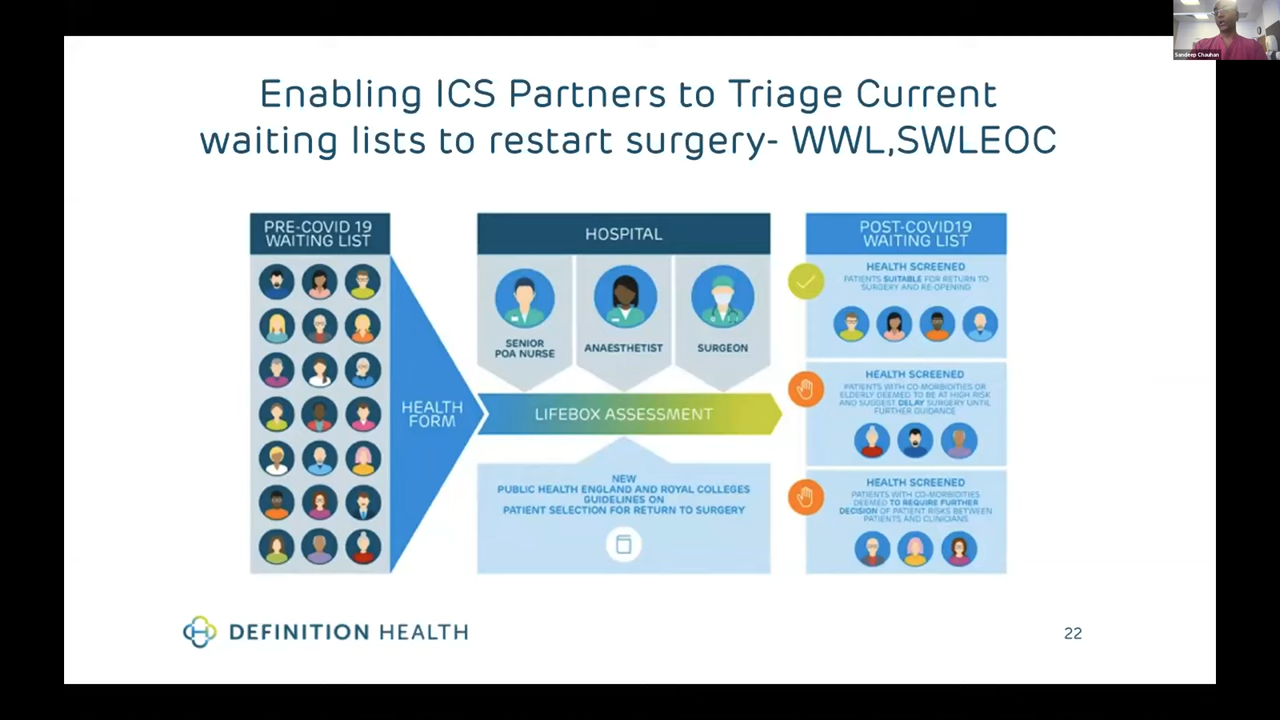 Sandeep Chauhan
Enabling ICS Partners to Triage Current
waiting lists to restart surgery- WWL,SWLEOC
PRE-COVID 19
WAITING LIST
HEALTH
FORM
HOSPITAL
SENIOR
POA NURSE
ANAESTHETIST
SURGEON
LIFEBOX ASSESSMENT
NEW
PUBLIC HEALTH ENGLAND AND ROYAL COLLEGES
GUIDELINES ON
PATIENT SELECTION FOR RETURN TO SURGERY
POST-COVID19
WAITING LIST
HEALTH SCREENED
PATIENTS SUITABLE FOR RETURN TO
SURGERY AND RE-OPENING
HEALTH SCREENED
PATIENTS WITH CO-MORBIDITIES OR
ELDERLY DEEMED TO BE AT HIGH RISK
AND SUGGEST DELAY SURGERY UNTIL
FURTHER GUIDANCE
HEALTH SCREENED
PATIENTS WITH CO-MORBIDITIES
DEEMED TO REQUIRE FURTHER
DECISION OF PATIENT RISKS BETWEEN
PATIENTS AND CLINICIANS
DEFINITION HEALTH
22